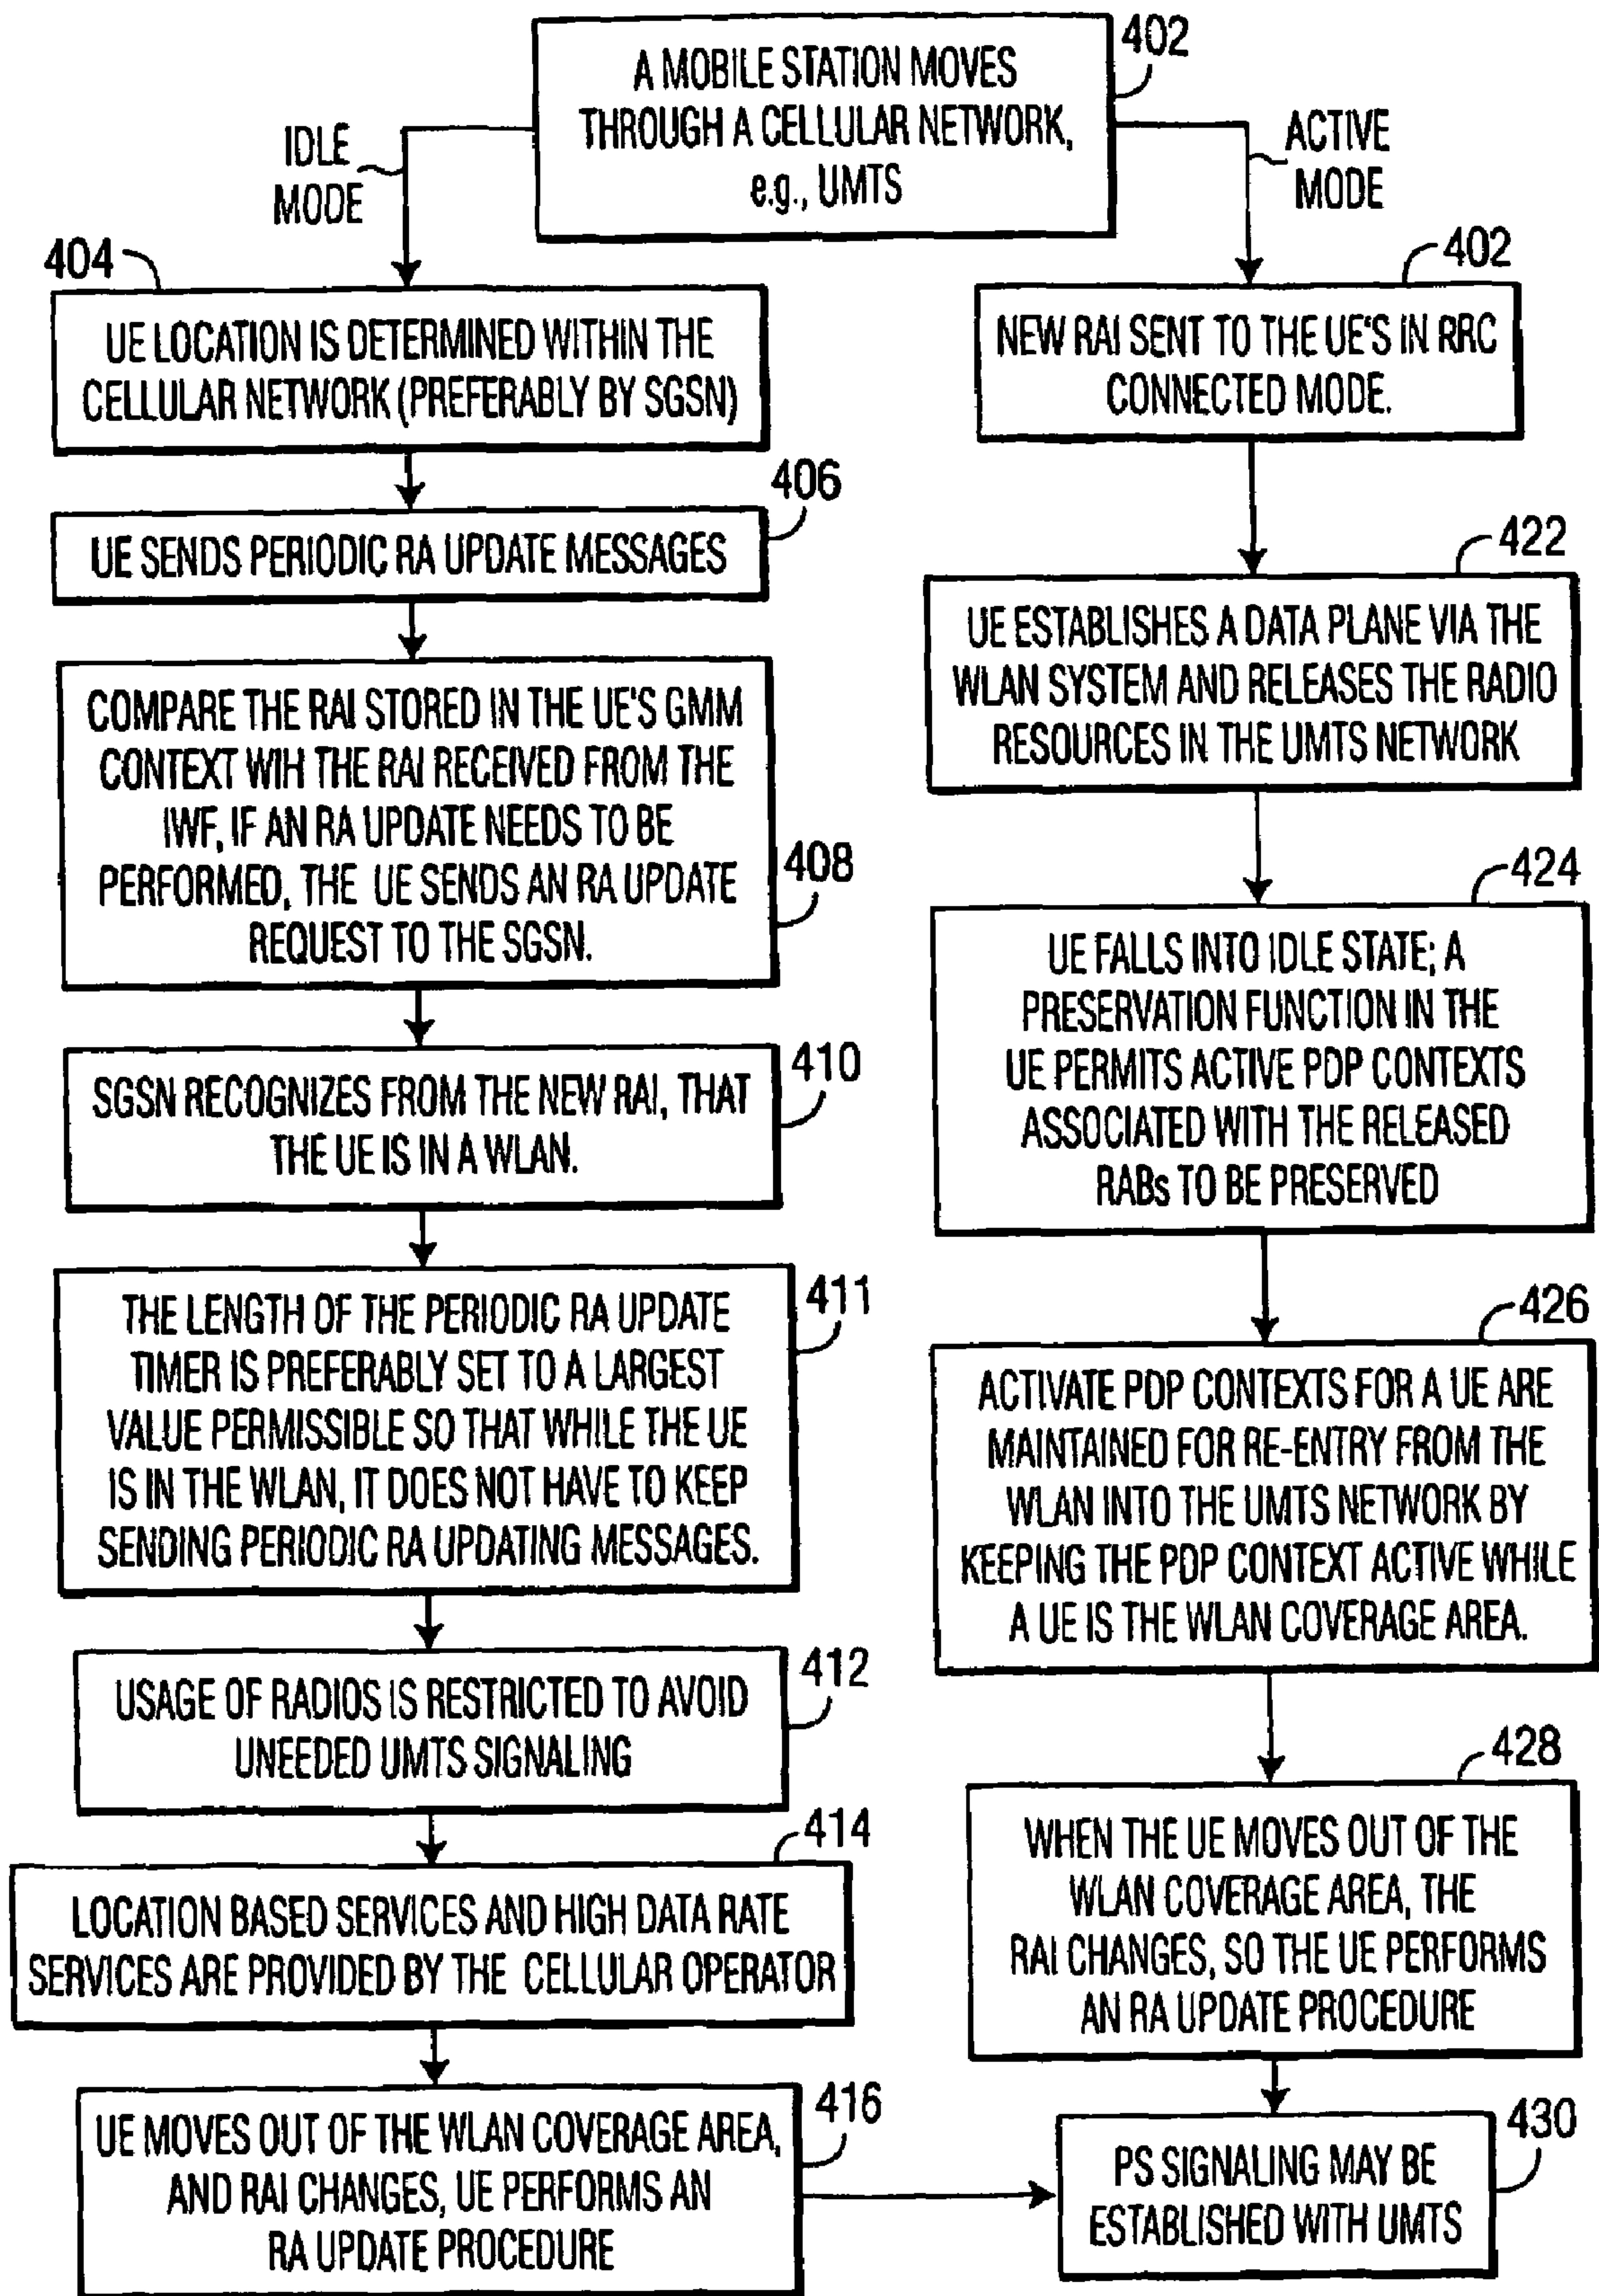 A MOBILE STATION MOVES
THROUGH A CELLULAR NETWORK,
e.g., UMTS
402
IDLE
MODE
ACTIVE
MODE
404
UE LOCATION IS DETERMINED WITHIN THE
CELLULAR NETWORK (PREFERABLY BY SGSN)
406
UE SENDS PERIODIC RA UPDATE MESSAGES
COMPARE THE RAI STORED IN THE UE'S GMM
CONTEXT WIH THE RAI RECEIVED FROM THE
IWF, IF AN RA UPDATE NEEDS TO BE
PERFORMED, THE UE SENDS AN RA UPDATE
REQUEST TO THE SGSN.
408
SGSN RECOGNIZES FROM THE NEW RAI, THAT
THE UE IS IN A WLAN.
410
THE LENGTH OF THE PERIODIC RA UPDATE
TIMER IS PREFERABLY SET TO A LARGEST
VALUE PERMISSIBLE SO THAT WHILE THE UE
IS IN THE WLAN, IT DOES NOT HAVE TO KEEP
SENDING PERIODIC RA UPDATING MESSAGES.
411
USAGE OF RADIOS IS RESTRICTED TO AVOID
UNEEDED UMTS SIGNALING
412
414
LOCATION BASED SERVICES AND HIGH DATA RATE
SERVICES ARE PROVIDED BY THE CELLULAR OPERATOR
UE MOVES OUT OF THE WLAN COVERAGE AREA,
AND RAI CHANGES, UE PERFORMS AN
RA UPDATE PROCEDURE
416
402
NEW RAI SENT TO THE UE'S IN RRC
CONNECTED MODE.
422
UE ESTABLISHES A DATA PLANE VIA THE
WLAN SYSTEM AND RELEASES THE RADIO
RESOURCES IN THE UMTS NETWORK
424
UE FALLS INTO IDLE STATE; A
PRESERVATION FUNCTION IN THE
UE PERMITS ACTIVE PDP CONTEXTS
ASSOCIATED WITH THE RELEASED
RABs TO BE PRESERVED
426
ACTIVATE PDP CONTEXTS FOR A UE ARE
MAINTAINED FOR RE-ENTRY FROM THE
WLAN INTO THE UMTS NETWORK BY
KEEPING THE PDP CONTEXT ACTIVE WHILE
A UE IS THE WLAN COVERAGE AREA.
428
WHEN THE UE MOVES OUT OF THE
WLAN COVERAGE AREA, THE
RAI CHANGES, SO THE UE PERFORMS
AN RA UPDATE PROCEDURE
430
PS SIGNALING MAY BE
ESTABLISHED WITH UMTS